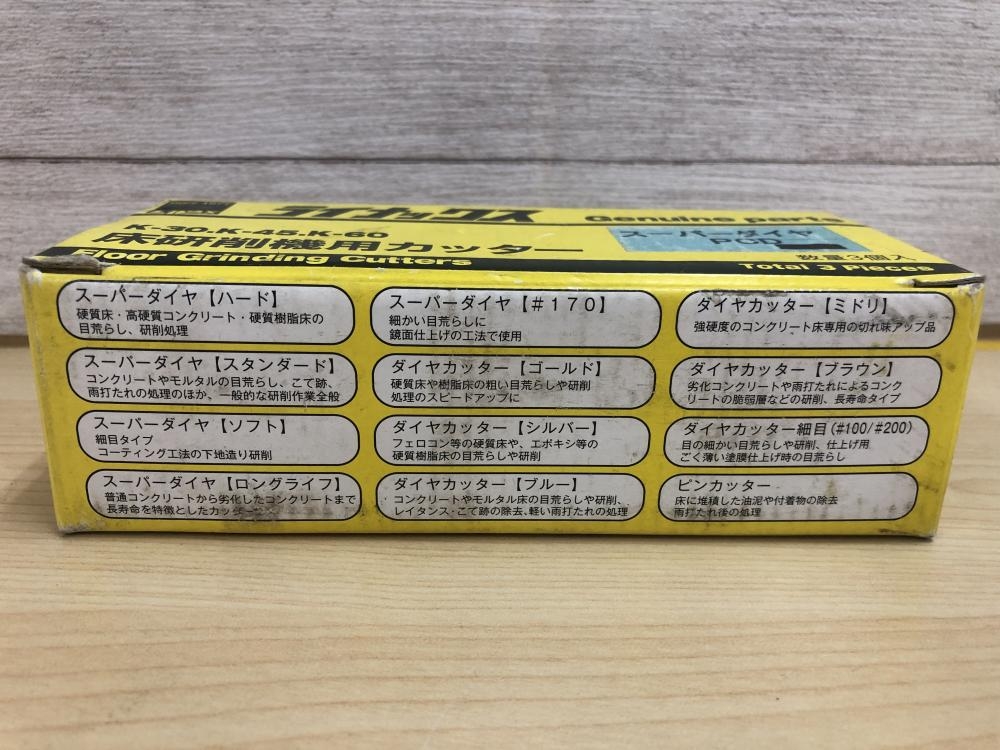 ライナックス
Genuine parts
K-30.K-45.K-60
床研削機用カッター
スーパーダイヤ
PCD
数量3個入
Floor Grinding Cutters
Total 3 Pieces
スーパーダイヤ【ハード】
硬質床・高硬質コンクリート・硬質樹脂床の
目荒らし、研削処理
スーパーダイヤ【スタンダード】
コンクリートやモルタルの目荒らし、こて跡、
雨打たれの処理のほか、一般的な研削作業全般
スーパーダイヤ【ソフト】
細目タイプ
コーティング工法の下地造り研削
スーパーダイヤ【ロングライフ】
普通コンクリートから劣化したコンクリートまで
長寿命を特徴としたカッター
スーパーダイヤ【#170】
細かい目荒らしに
鏡面仕上げの工法で使用
ダイヤカッター【ゴールド】
硬質床や樹脂床の粗い目荒らしや研削
処理のスピードアップに
ダイヤカッター【シルバー】
フェロコン等の硬質床や、エポキシ等の
硬質樹脂床の目荒らしや研削
ダイヤカッター【ブルー】
コンクリートやモルタル床の目荒らしや研削、
レイタンス・こて跡の除去、軽い雨打たれの処理
ダイヤカッター【ミドリ】
強硬度のコンクリート床専用の切れ味アップ品
ダイヤカッター【ブラウン】
劣化コンクリートや雨打たれによるコンク
リートの脆弱層などの研削、長寿命タイプ
ダイヤカッター細目(#100/#200)
目の細かい目荒らしや研削、仕上げ用
ごく薄い塗膜仕上げ時の目荒らし
ピンカッター
床に堆積した油泥や付着物の除去
雨打たれ後の処理